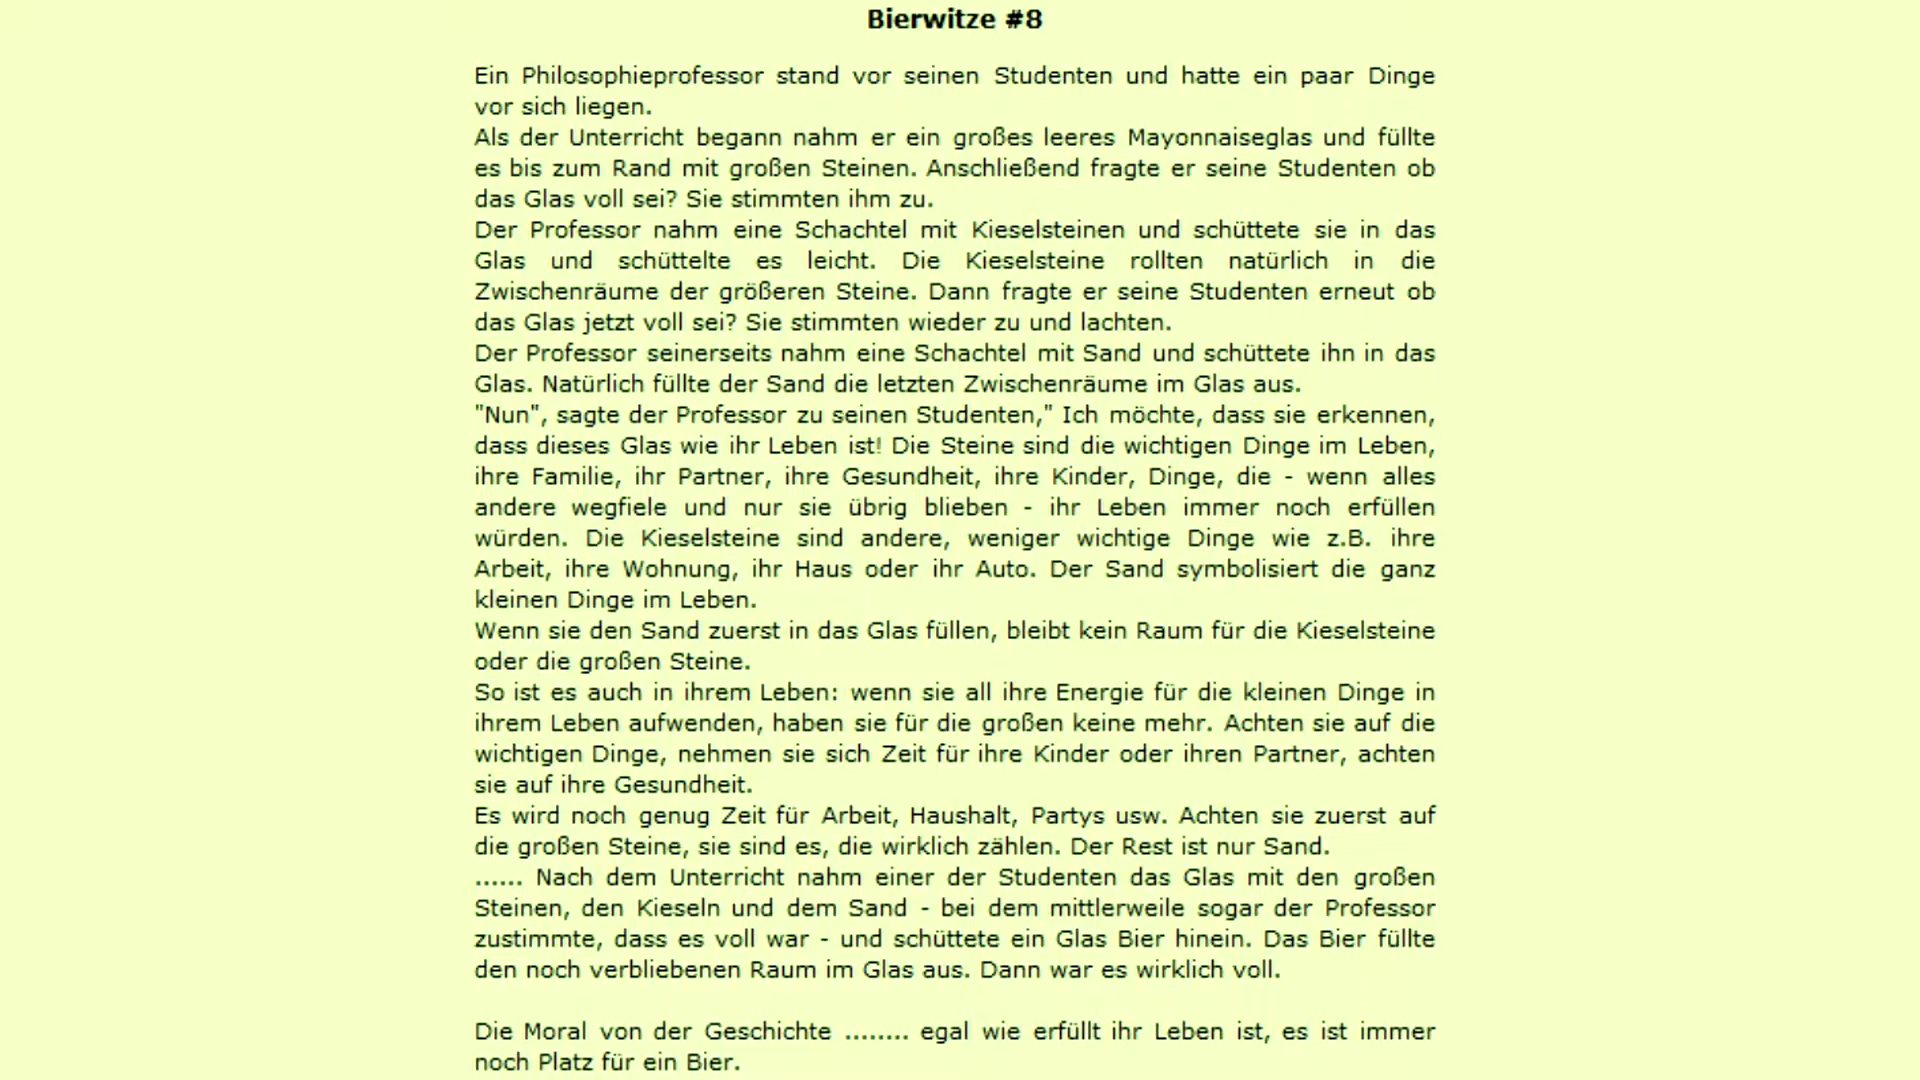 Bierwitze #8
Ein Philosophieprofessor stand vor seinen Studenten und hatte ein paar Dinge
vor sich liegen.
Als der Unterricht begann nahm er ein großes leeres Mayonnaiseglas und füllte
es bis zum Rand mit großen Steinen. Anschließend fragte er seine Studenten ob
das Glas voll sei? Sie stimmten ihm zu.
Der Professor nahm eine Schachtel mit Kieselsteinen und schüttete sie in das
Glas und schüttelte es leicht. Die Kieselsteine rollten natürlich in die
Zwischenräume der größeren Steine. Dann fragte er seine Studenten erneut ob
das Glas jetzt voll sei? Sie stimmten wieder zu und lachten.
Der Professor seinerseits nahm eine Schachtel mit Sand und schüttete ihn in das
Glas. Natürlich füllte der Sand die letzten Zwischenräume im Glas aus.
"Nun", sagte der Professor zu seinen Studenten," Ich möchte, dass sie erkennen,
dass dieses Glas wie ihr Leben ist! Die Steine sind die wichtigen Dinge im Leben,
ihre Familie, ihr Partner, ihre Gesundheit, ihre Kinder, Dinge, die - wenn alles
andere wegfiele und nur sie übrig blieben - ihr Leben immer noch erfüllen
würden. Die Kieselsteine sind andere, weniger wichtige Dinge wie z.B. ihre
Arbeit, ihre Wohnung, ihr Haus oder ihr Auto. Der Sand symbolisiert die ganz
kleinen Dinge im Leben.
Wenn sie den Sand zuerst in das Glas füllen, bleibt kein Raum für die Kieselsteine
oder die großen Steine.
So ist es auch in ihrem Leben: wenn sie all ihre Energie für die kleinen Dinge in
ihrem Leben aufwenden, haben sie für die großen keine mehr. Achten sie auf die
wichtigen Dinge, nehmen sie sich Zeit für ihre Kinder oder ihren Partner, achten
sie auf ihre Gesundheit.
Es wird noch genug Zeit für Arbeit, Haushalt, Partys usw. Achten sie zuerst auf
die großen Steine, sie sind es, die wirklich zählen. Der Rest ist nur Sand.
...... Nach dem Unterricht nahm einer der Studenten das Glas mit den großen
Steinen, den Kieseln und dem Sand - bei dem mittlerweile sogar der Professor
zustimmte, dass es voll war - und schüttete ein Glas Bier hinein. Das Bier füllte
den noch verbliebenen Raum im Glas aus. Dann war es wirklich voll.
Die Moral von der Geschichte ........ egal wie erfüllt ihr Leben ist, es ist immer
noch Platz für ein Bier.